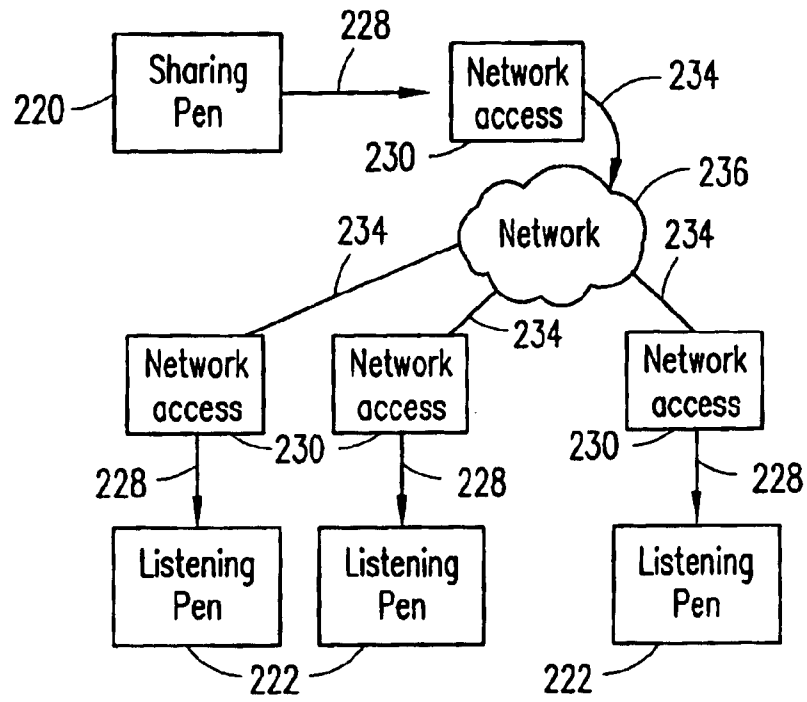 228
Sharing
Pen
220
Network
access
234
230
236
Network
234
234
234
Network
access
Network
access
Network
access
230
230
228
228
228
Listening
Pen
Listening
Pen
Listening
Pen
222
222